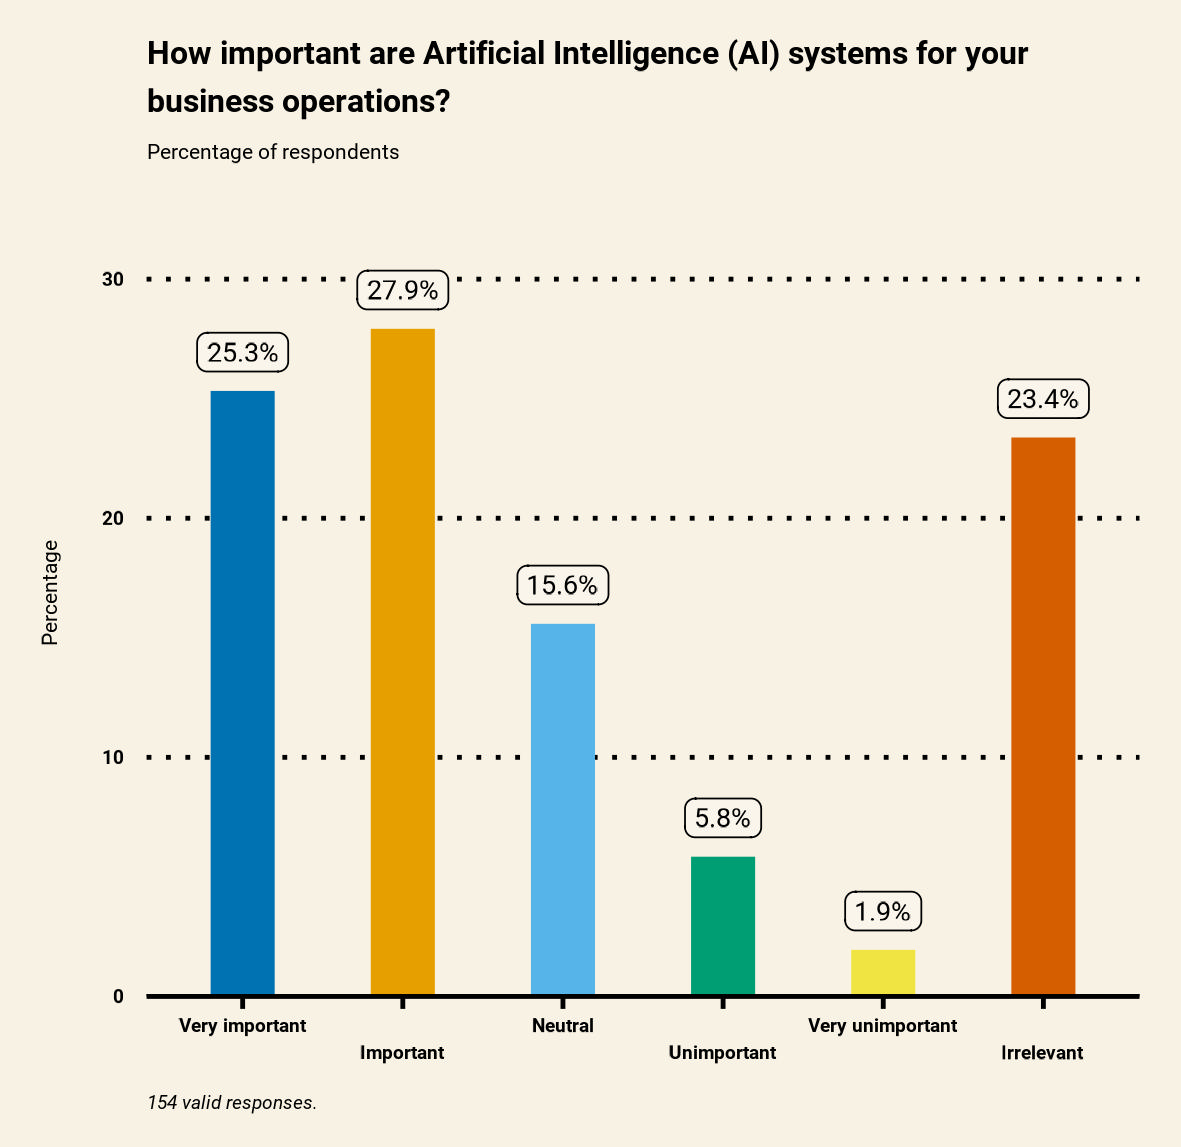 How important are Artificial Intelligence (AI) systems for your
business operations?
Percentage of respondents
Percentage
30
20
10
0
25.3%
27.9%
15.6%
5.8%
1.9%
23.4%
Very important
Important
Neutral
Unimportant
Very unimportant
Irrelevant
154 valid responses.